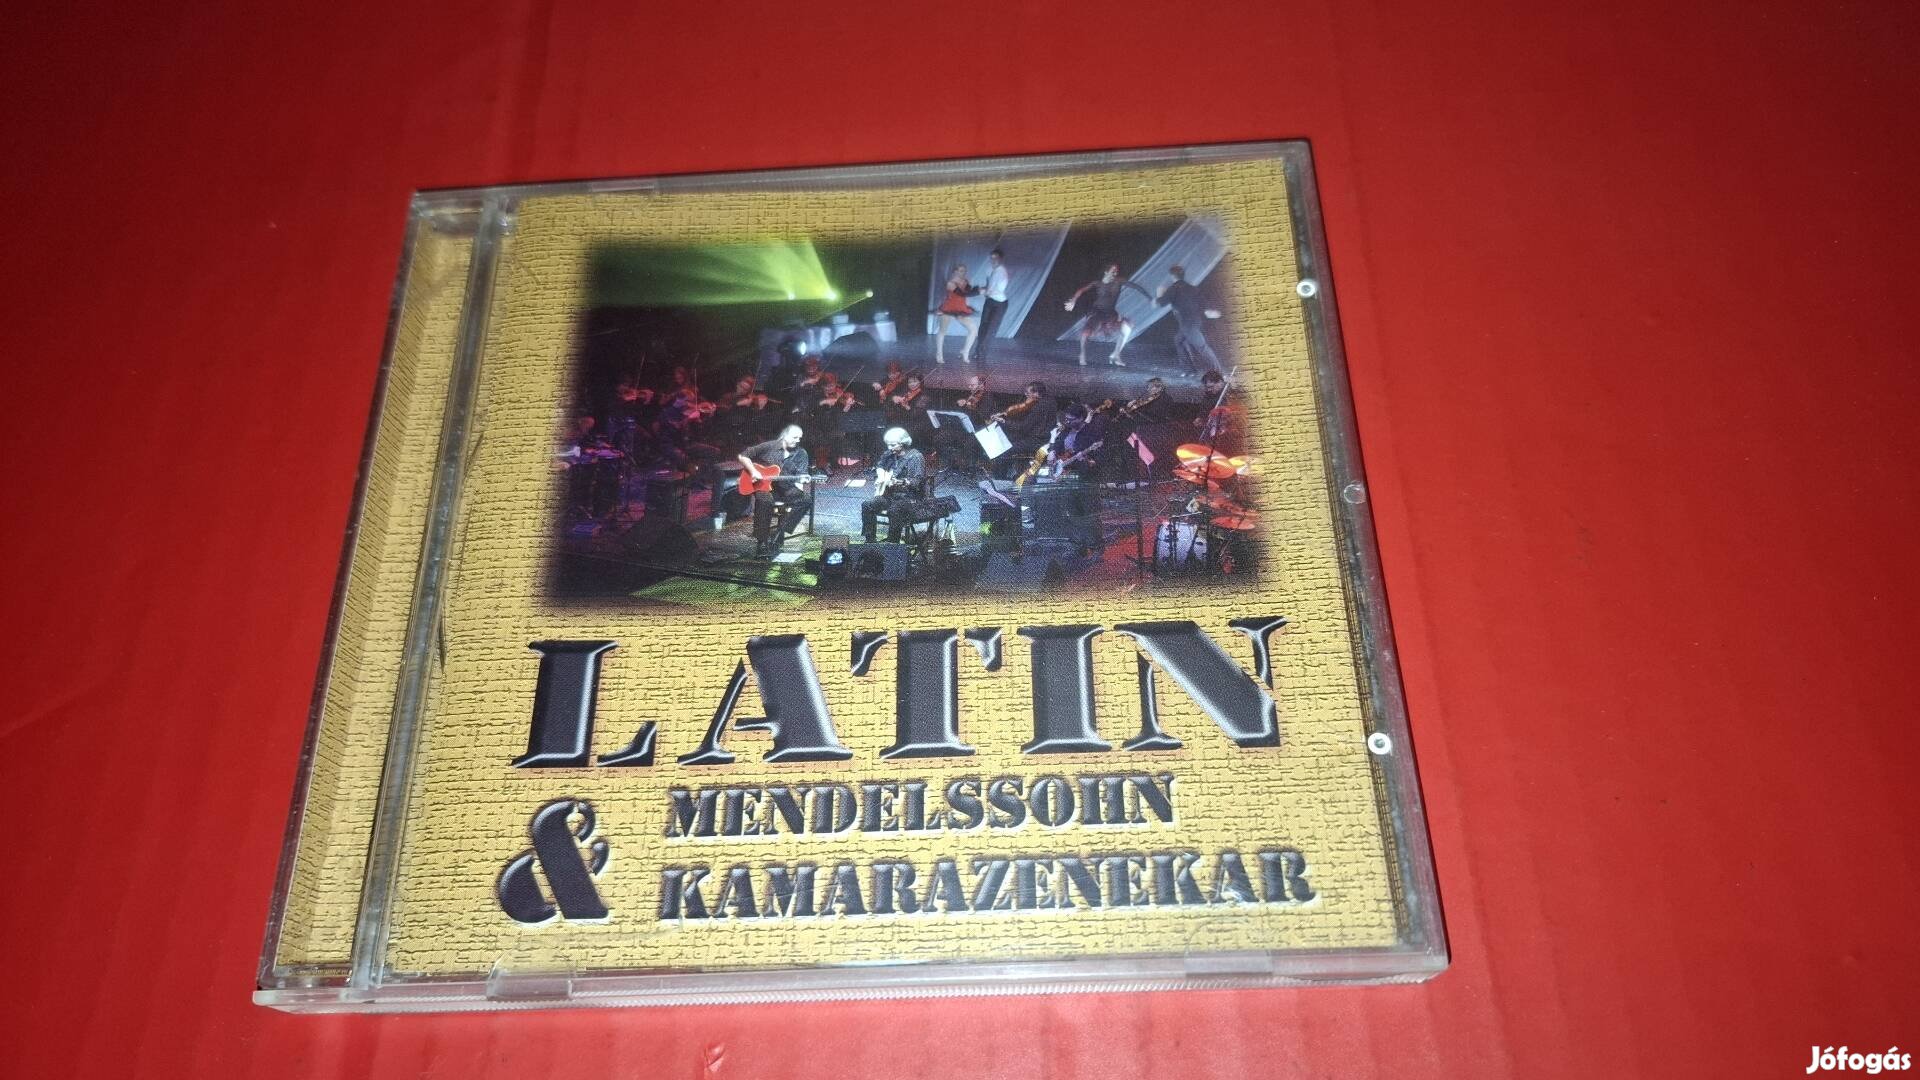 LATIN
& MENDELSSOHN
KAMARAZENEKAR
Jófogás